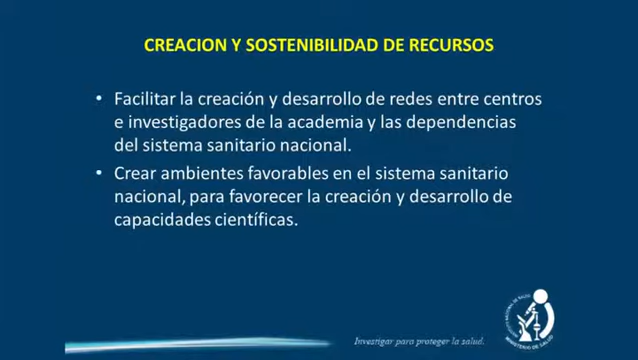 CREACION Y SOSTENIBILIDAD DE RECURSOS
• Facilitar la creación y desarrollo de redes entre centros
e investigadores de la academia y las dependencias
del sistema sanitario nacional.
• Crear ambientes favorables en el sistema sanitario
nacional, para favorecer la creación y desarrollo de
capacidades científicas.
Investigar para proteger la salud.
MINISTERIO DE SALUD